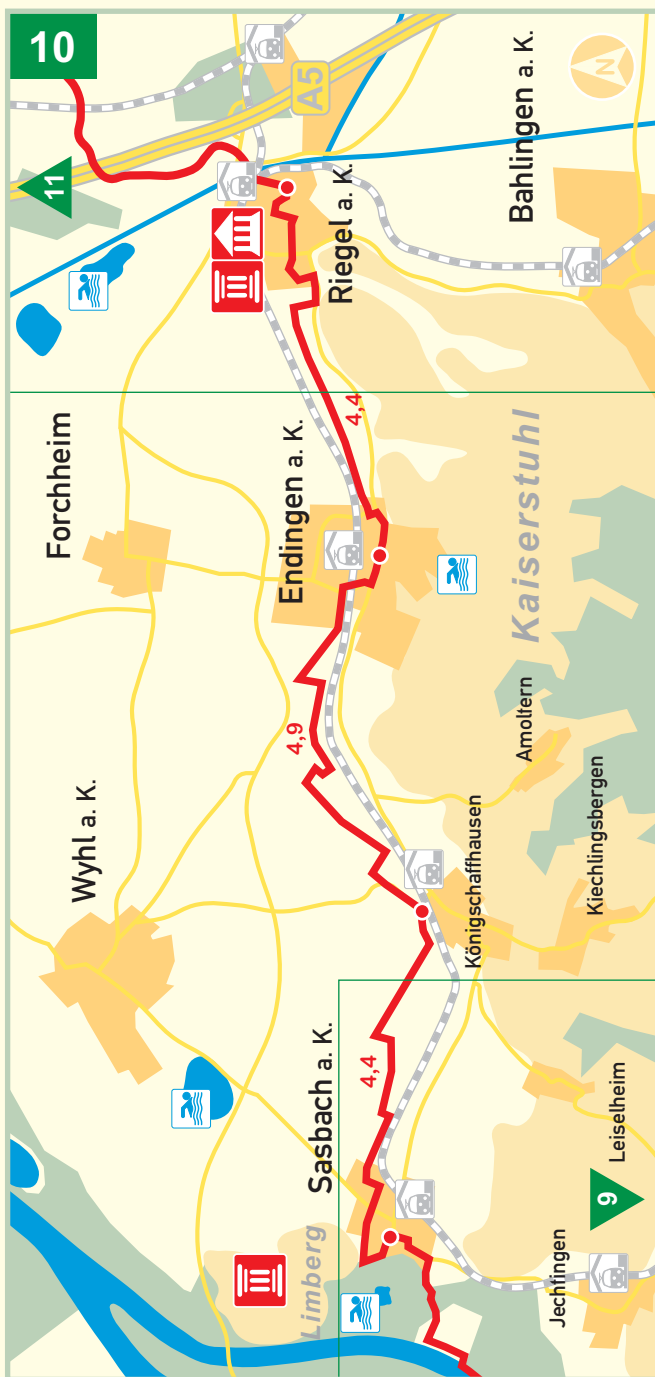 10
A5
N
11
Bahlingen a. K.
Riegel a. K.
Forchheim
Endingen a. K.
4,4
Kaiserstuhl
Wyhl a. K.
4,9
Amoltern
Kiechlingsbergen
Königschaffhausen
Sasbach a. K.
4,4
Leiselheim
9
Limberg
Jechtingen